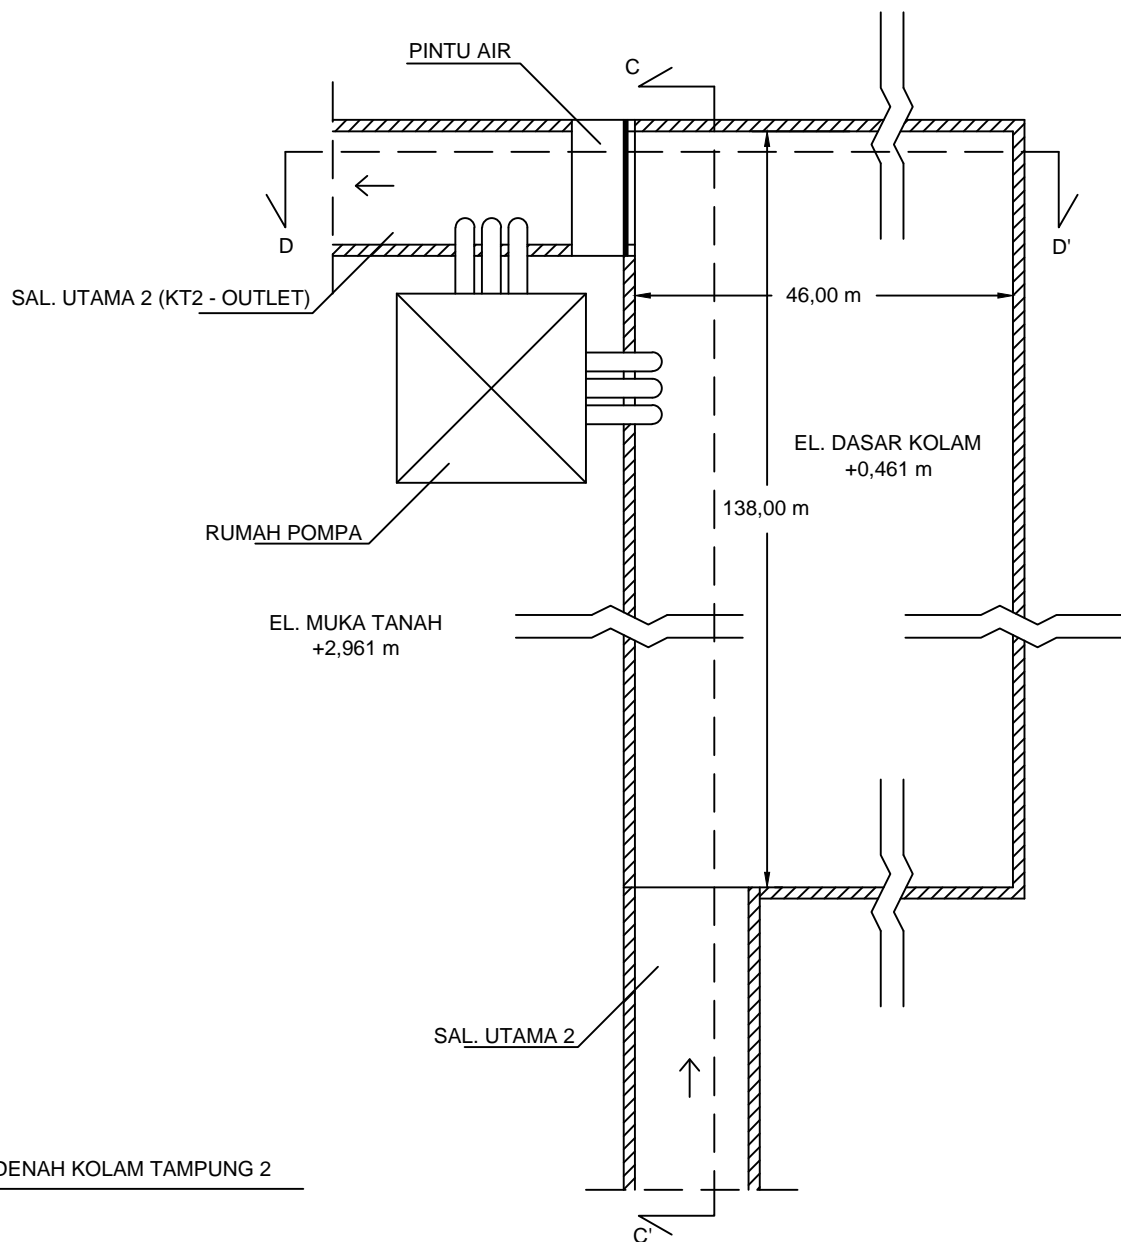 PINTU AIR
C
D
D'
SAL. UTAMA 2 (KT2 - OUTLET)
46,00 m
EL. DASAR KOLAM
+0,461 m
138,00 m
RUMAH POMPA
EL. MUKA TANAH
+2,961 m
SAL. UTAMA 2
DENAH KOLAM TAMPUNG 2
C'